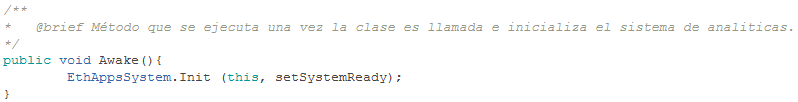 /**
*   @brief Método que se ejecuta una vez la clase es llamada e inicializa el sistema de analiticas.
*/
public void Awake(){
        EthAppsSystem.Init (this, setSystemReady);
}